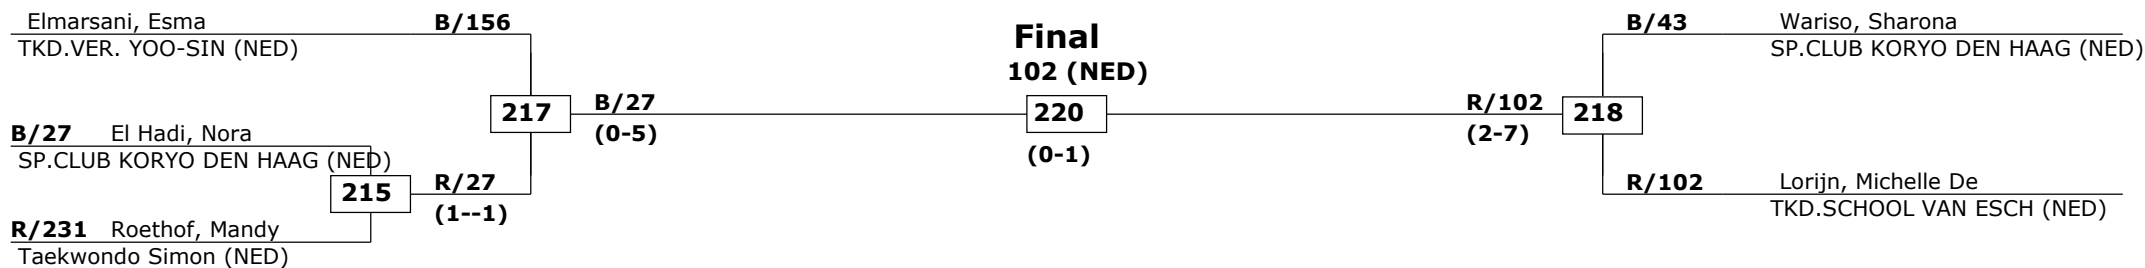 Elmarsani, Esma
B/156
TKD.VER. YOO-SIN (NED)
217
B/27
(0-5)
B/27 El Hadi, Nora
SP.CLUB KORYO DEN HAAG (NED)
215
R/27
(1--1)
R/231 Roethof, Mandy
Taekwondo Simon (NED)
Final
102 (NED)
220
(0-1)
R/102
(2-7)
218
B/43 Wariso, Sharona
SP.CLUB KORYO DEN HAAG (NED)
R/102 Lorijn, Michelle De
TKD.SCHOOL VAN ESCH (NED)